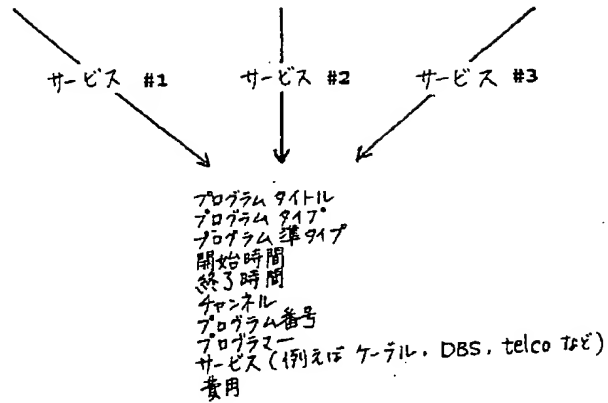 サービス #1 サービス #2 サービス #3
プログラム タイトル
プログラム タイプ
プログラム 準タイプ
開始時間
終了時間
チャンネル
プログラム番号
プログラマー
サービス (例えば ケーブル, DBS, telco など)
費用